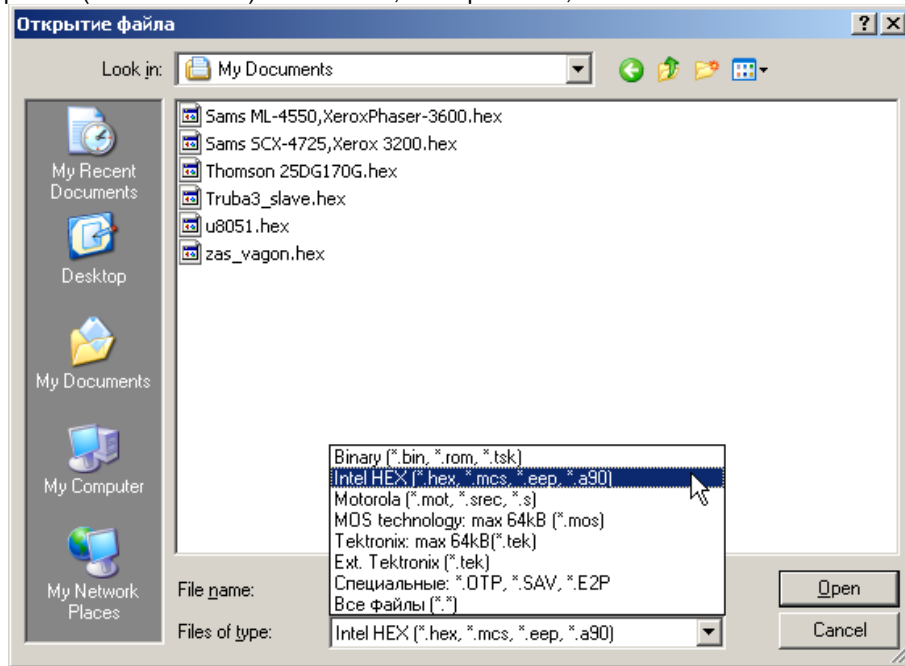 Открытие файла
Look in:
My Documents
My Recent
Documents
Desktop
My Documents
My Computer
My Network
Places
Sams ML-4550,XeroxPhaser-3600.hex
Sams SCX-4725,Xerox 3200.hex
Thomson 25DG170G.hex
Truba3_slave.hex
u8051.hex
zas_vagon.hex
Binary (*.bin, *.rom, *.tsk)
Intel HEX (*.hex, *.mcs, *.eep, *.a90)
Motorola (*.mot, *.srec, *.s)
MOS technology: max 64kB (*.mos)
Tektronix: max 64kB(*.tek)
Ext. Tektronix (*.tek)
Специальные: *.OTP, *.SAV, *.E2P
Все файлы (*.*)
File name:
Open
Files of type:
Intel HEX (*.hex, *.mcs, *.eep, *.a90)
Cancel